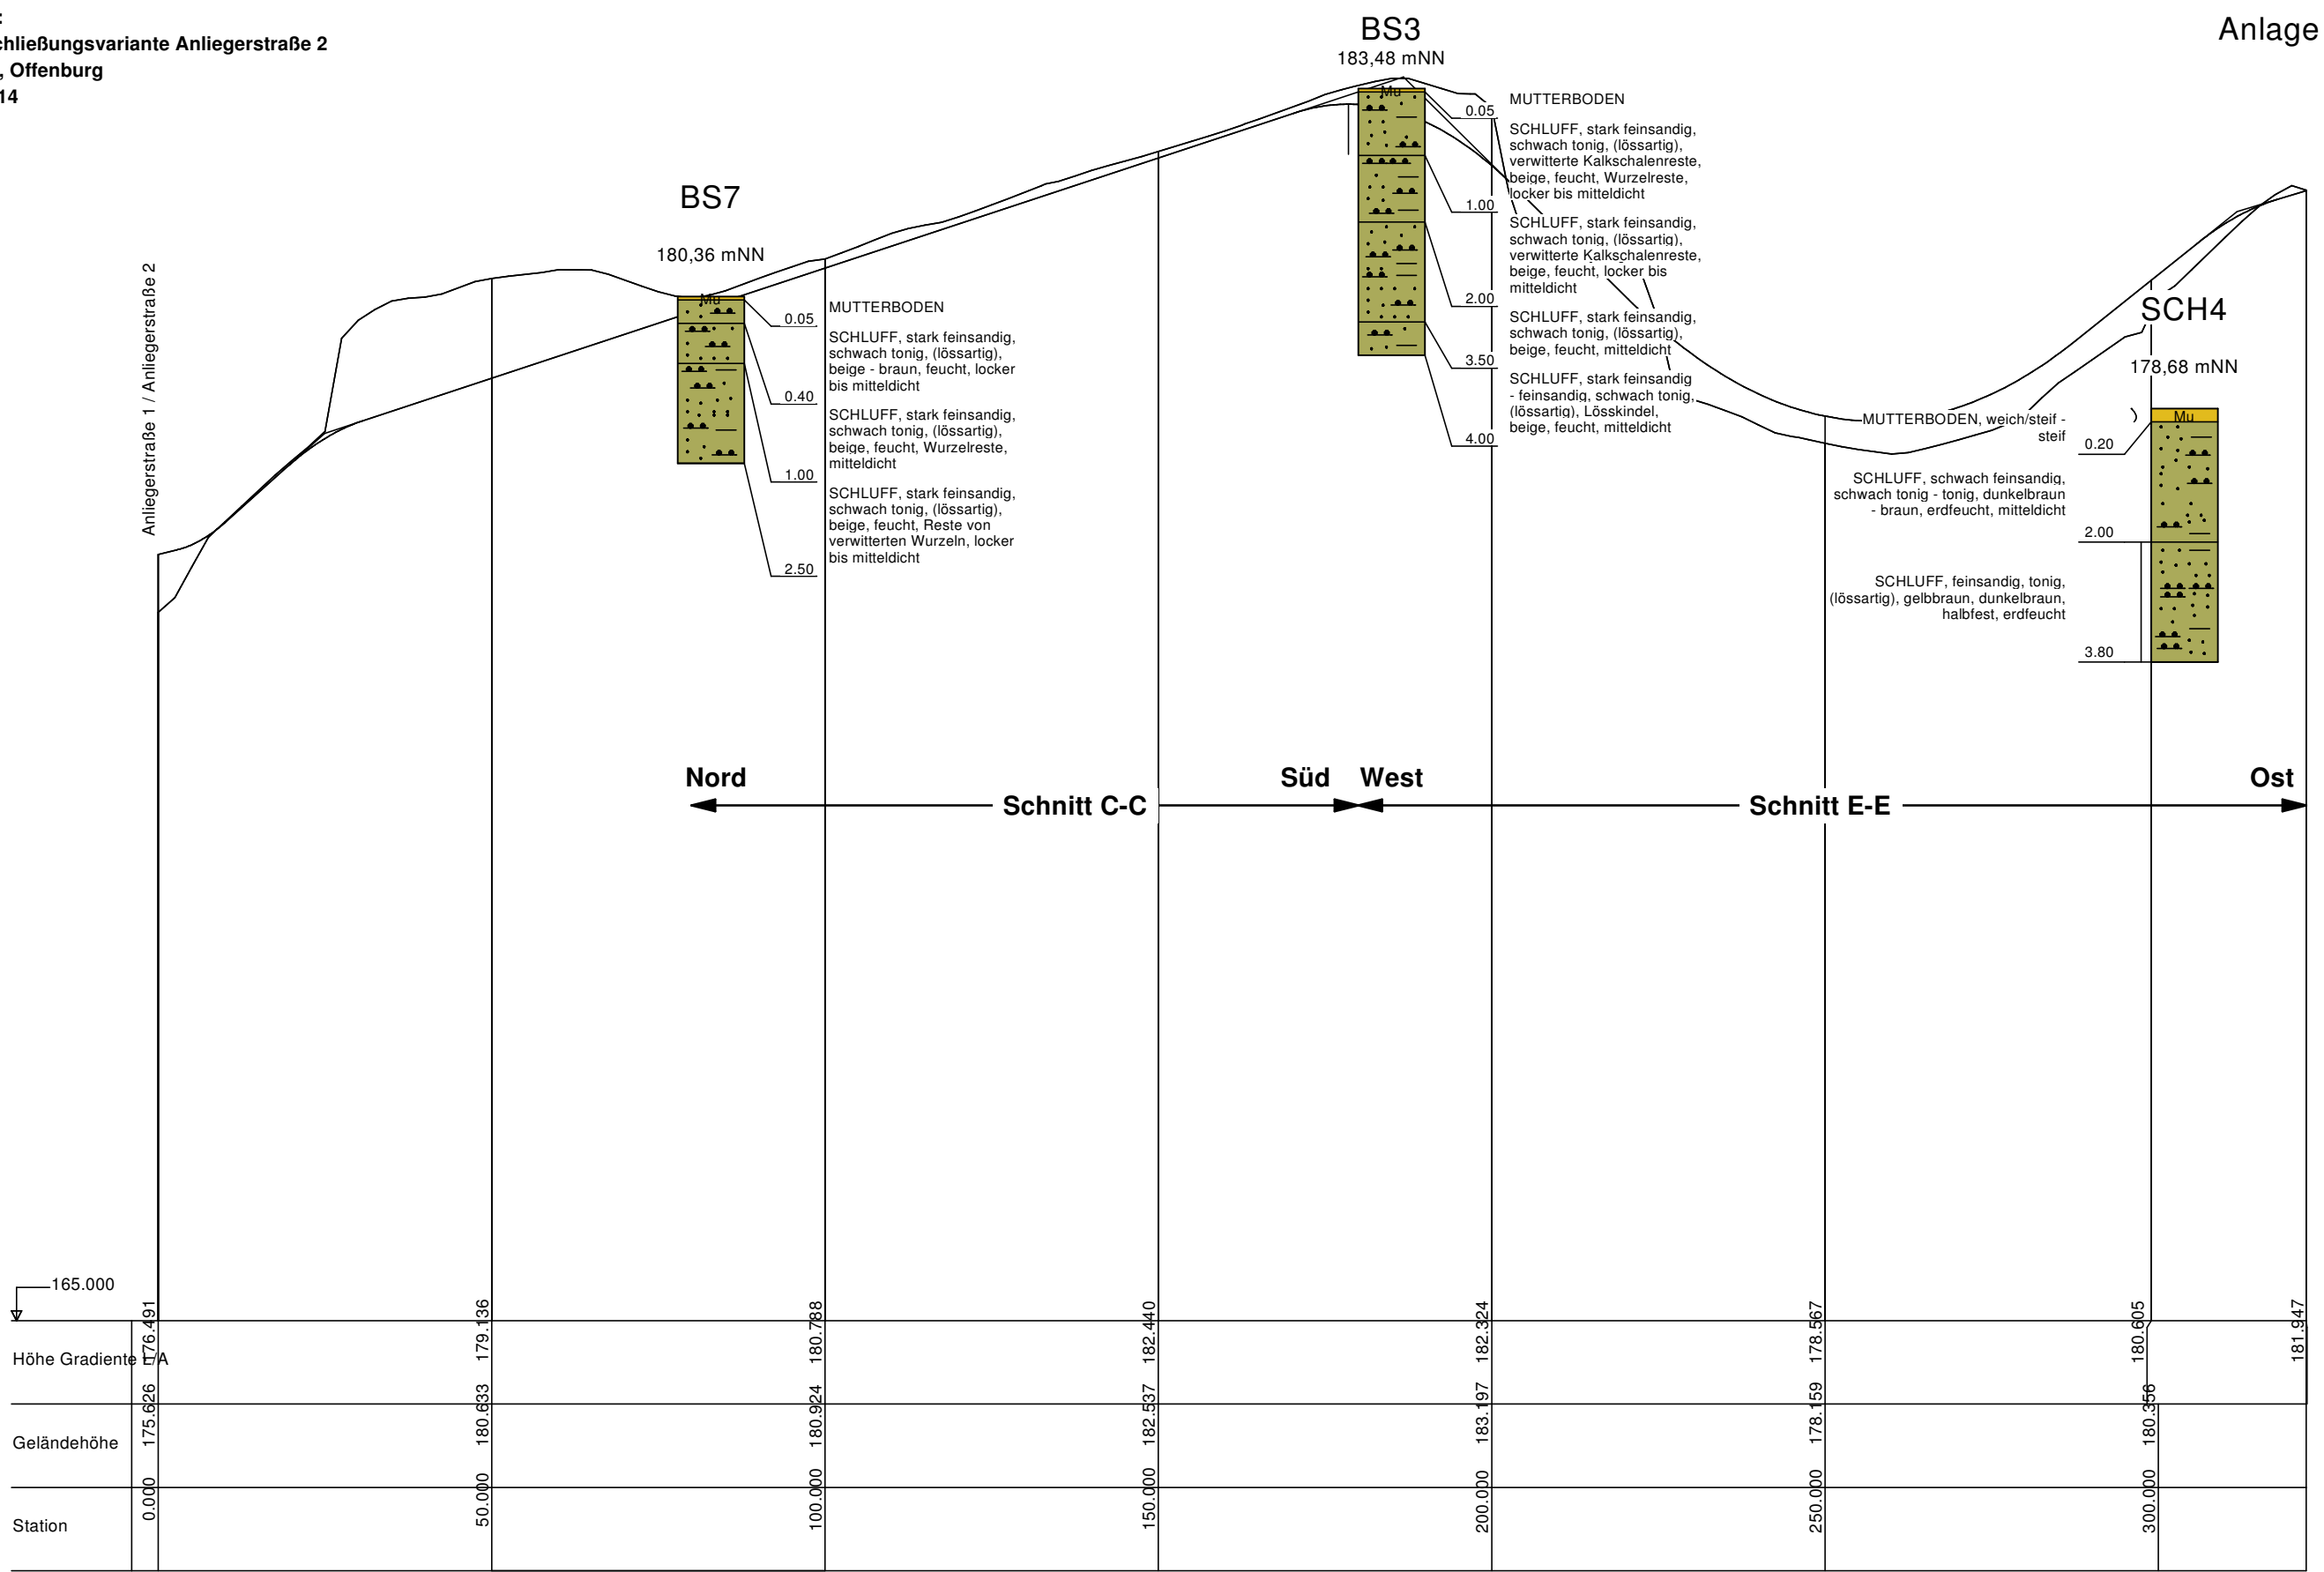 :
chließungsvariante Anliegerstraße 2
, Offenburg
14
Anlage
BS3
183,48 mNN
Mu
0.05
1.00
2.00
3.50
4.00
MUTTERBODEN
SCHLUFF, stark feinsandig,
schwach tonig, (lössartig),
verwitterte Kalkschalenreste,
beige, feucht, Wurzelreste,
locker bis mitteldicht
SCHLUFF, stark feinsandig,
schwach tonig, (lössartig),
verwitterte Kalkschalenreste,
beige, feucht, locker bis
mitteldicht
SCHLUFF, stark feinsandig,
schwach tonig, (lössartig),
beige, feucht, mitteldicht
SCHLUFF, stark feinsandig
- feinsandig, schwach tonig,
(lössartig), Lösskindel,
beige, feucht, mitteldicht
BS7
180,36 mNN
Mu
0.05
0.40
1.00
2.50
MUTTERBODEN
SCHLUFF, stark feinsandig,
schwach tonig, (lössartig),
beige - braun, feucht, locker
bis mitteldicht
SCHLUFF, stark feinsandig,
schwach tonig, (lössartig),
beige, feucht, Wurzelreste,
mitteldicht
SCHLUFF, stark feinsandig,
schwach tonig, (lössartig),
beige, feucht, Reste von
verwitterten Wurzeln, locker
bis mitteldicht
Anliegerstraße 1 / Anliegerstraße 2
SCH4
178,68 mNN
Mu
MUTTERBODEN, weich/steif -
steif
0.20
SCHLUFF, schwach feinsandig,
schwach tonig - tonig, dunkelbraun
- braun, erdfeucht, mitteldicht
2.00
SCHLUFF, feinsandig, tonig,
(lössartig), gelbbraun, dunkelbraun,
halbfest, erdfeucht
3.80
Nord
Süd
West
Ost
Schnitt C-C
Schnitt E-E
165.000
Höhe Gradiente L/A
176.491
179.136
180.788
182.440
182.324
178.567
180.605
181.947
Geländehöhe
175.626
180.633
180.924
182.537
183.197
178.159
180.356
Station
0.000
50.000
100.000
150.000
200.000
250.000
300.000